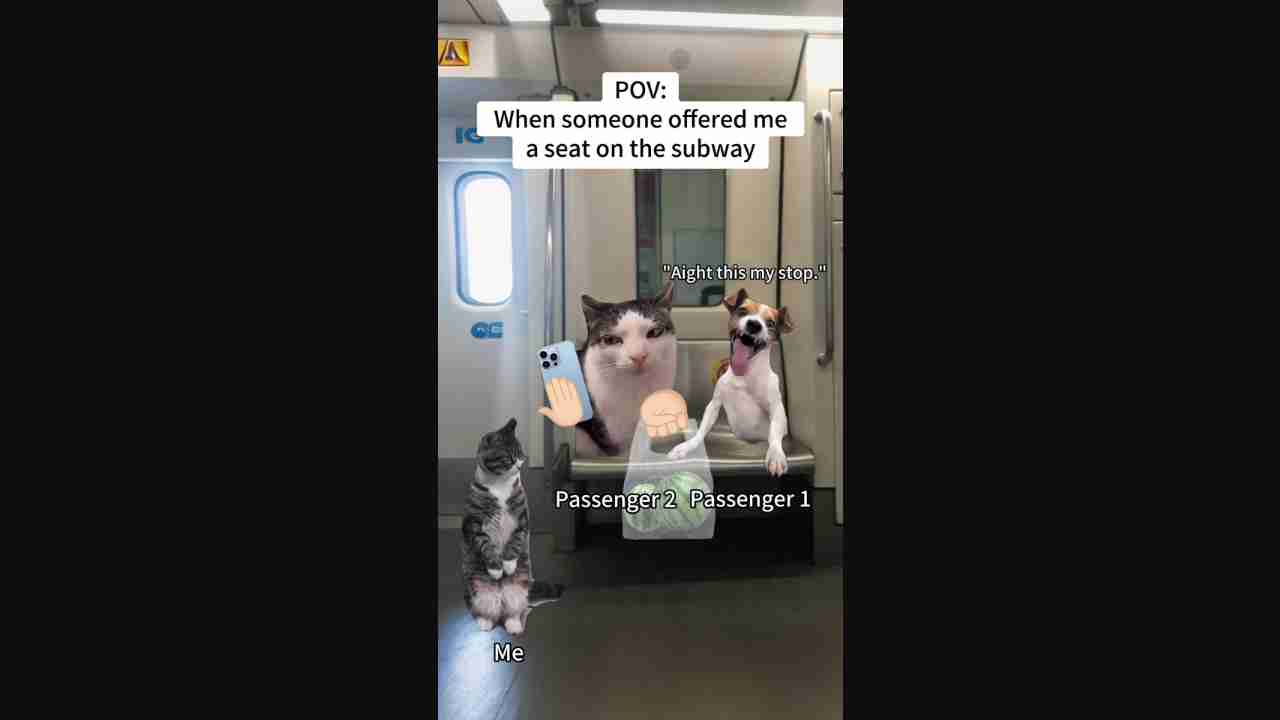 POV:
When someone offered me
a seat on the subway
"Aight this my stop."
Passenger 2
Passenger 1
Me